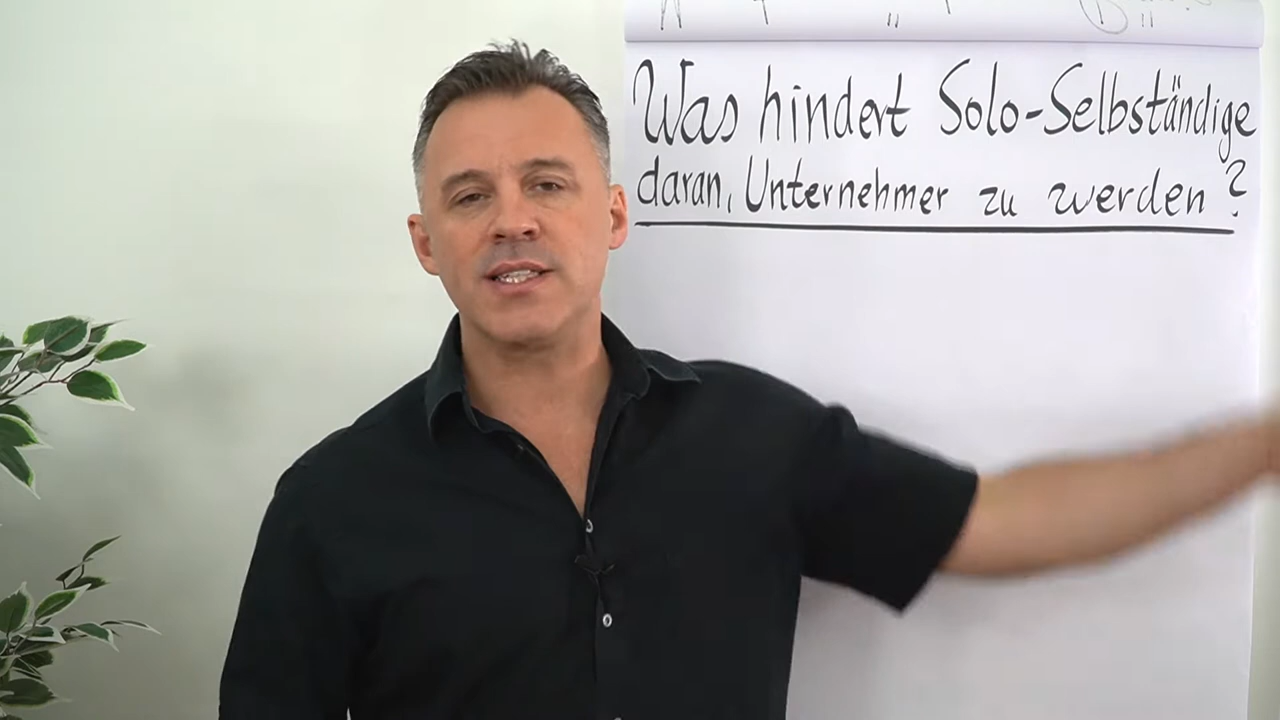 Was hindert Solo-Selbständige
daran, Unternehmer zu werden?